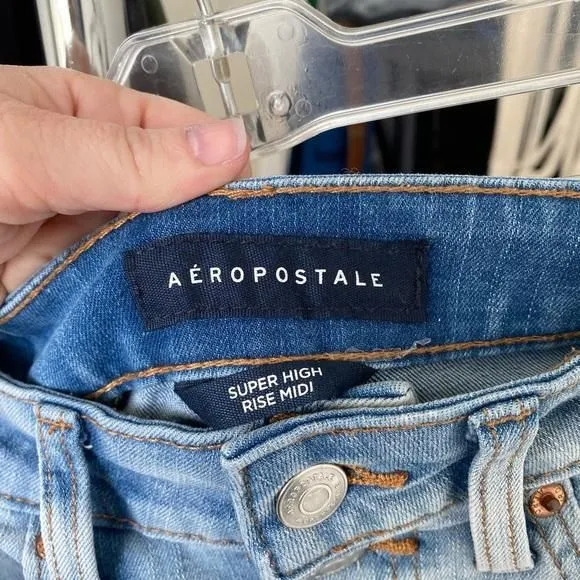 AÉROPOSTALE
SUPER HIGH
RISE MIDI